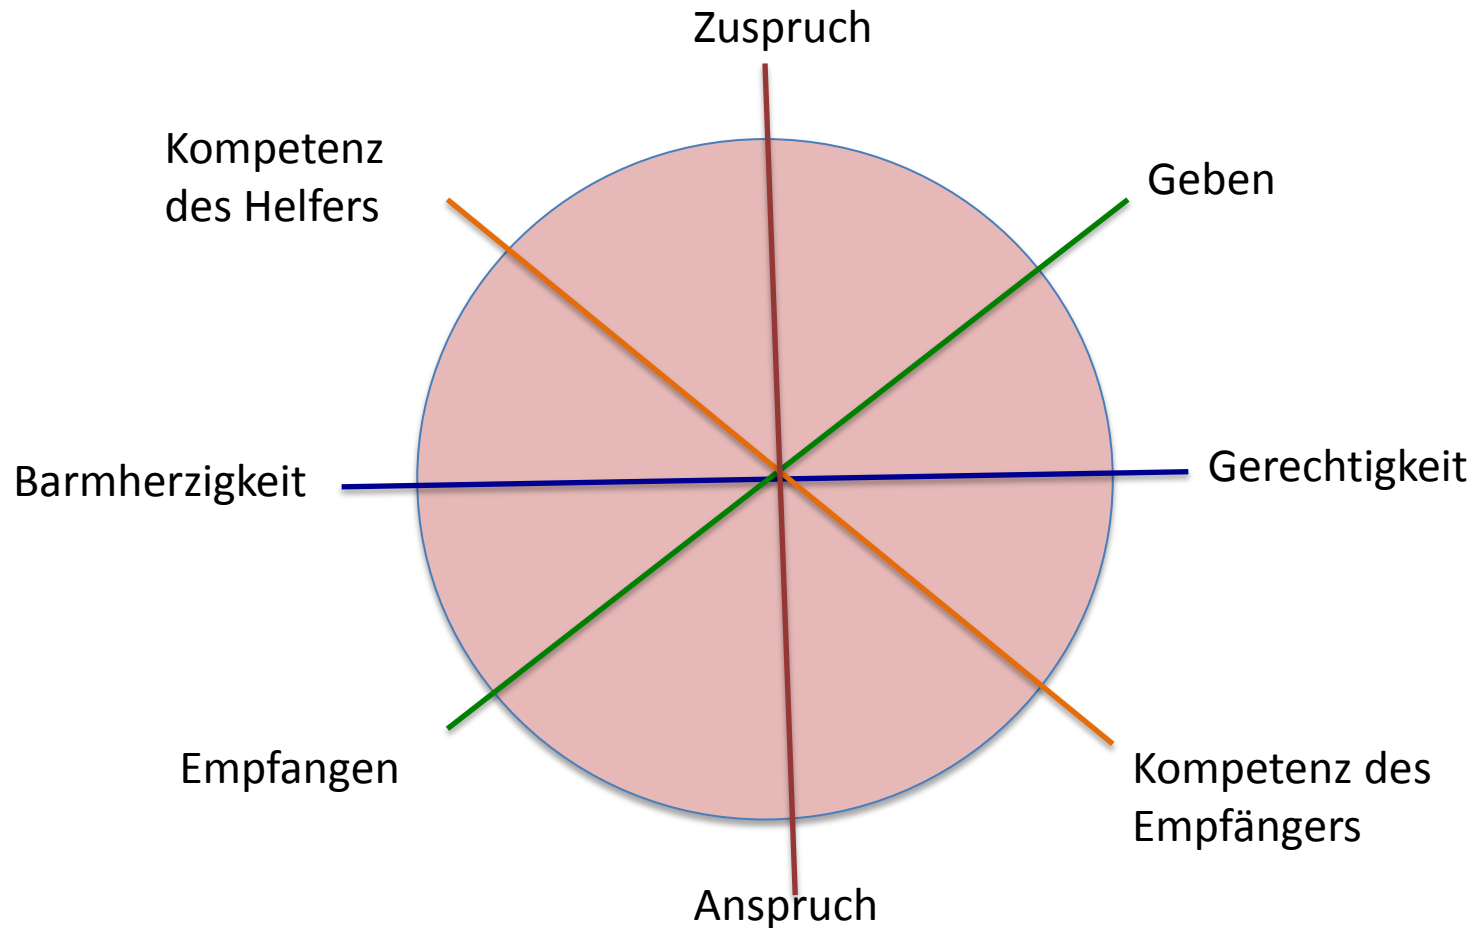 Zuspruch
Kompetenz
des Helfers
Geben
Barmherzigkeit
Gerechtigkeit
Empfangen
Kompetenz des
Empfängers
Anspruch